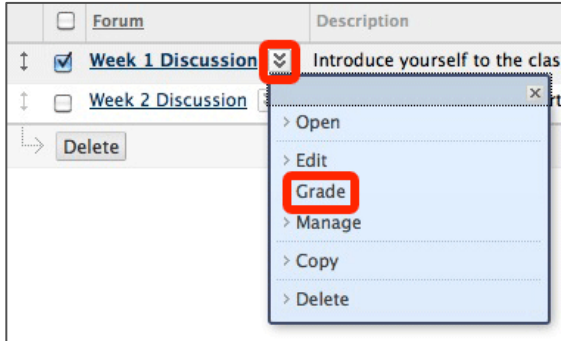 Forum Description
Week 1 Discussion Introduce yourself to the clas
Week 2 Discussion
Delete
> Open
> Edit
Grade
> Manage
> Copy
> Delete